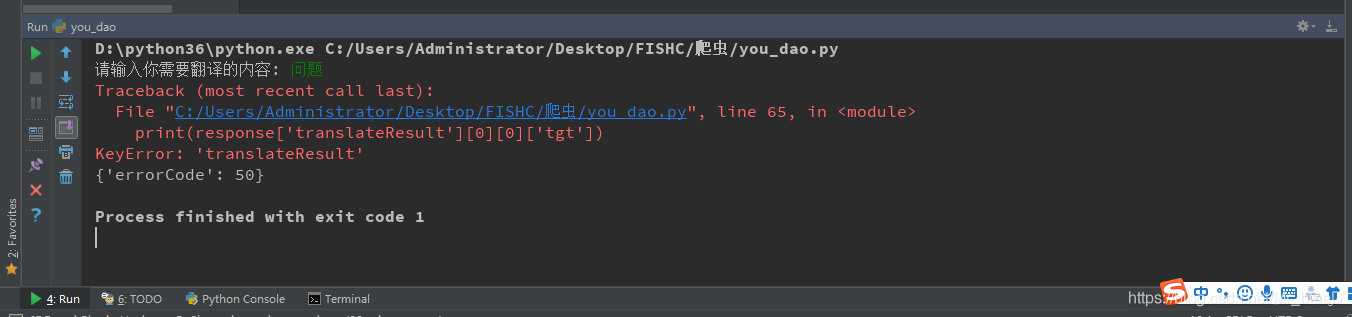 Run you_dao
D:\python36\python.exe C:/Users/Administrator/Desktop/FISHC/爬虫/you_dao.py
请输入你需要翻译的内容: 问题
Traceback (most recent call last):
File "C:/Users/Administrator/Desktop/FISHC/爬虫/you_dao.py", line 65, in <module>
print(response['translateResult'][0][0]['tgt'])
KeyError: 'translateResult'
{'errorCode': 50}
Process finished with exit code 1
2: Favorites
4: Run 6: TODO Python Console Terminal
https://
中